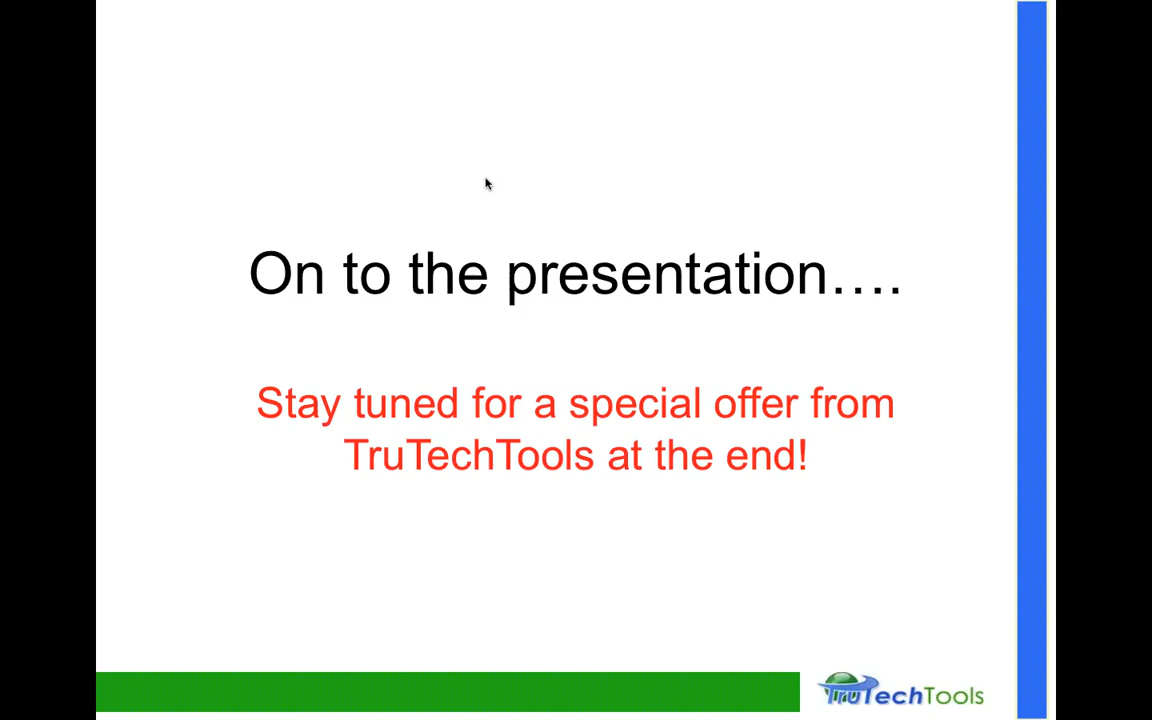 On to the presentation….
Stay tuned for a special offer from
TruTechTools at the end!
TruTechTools